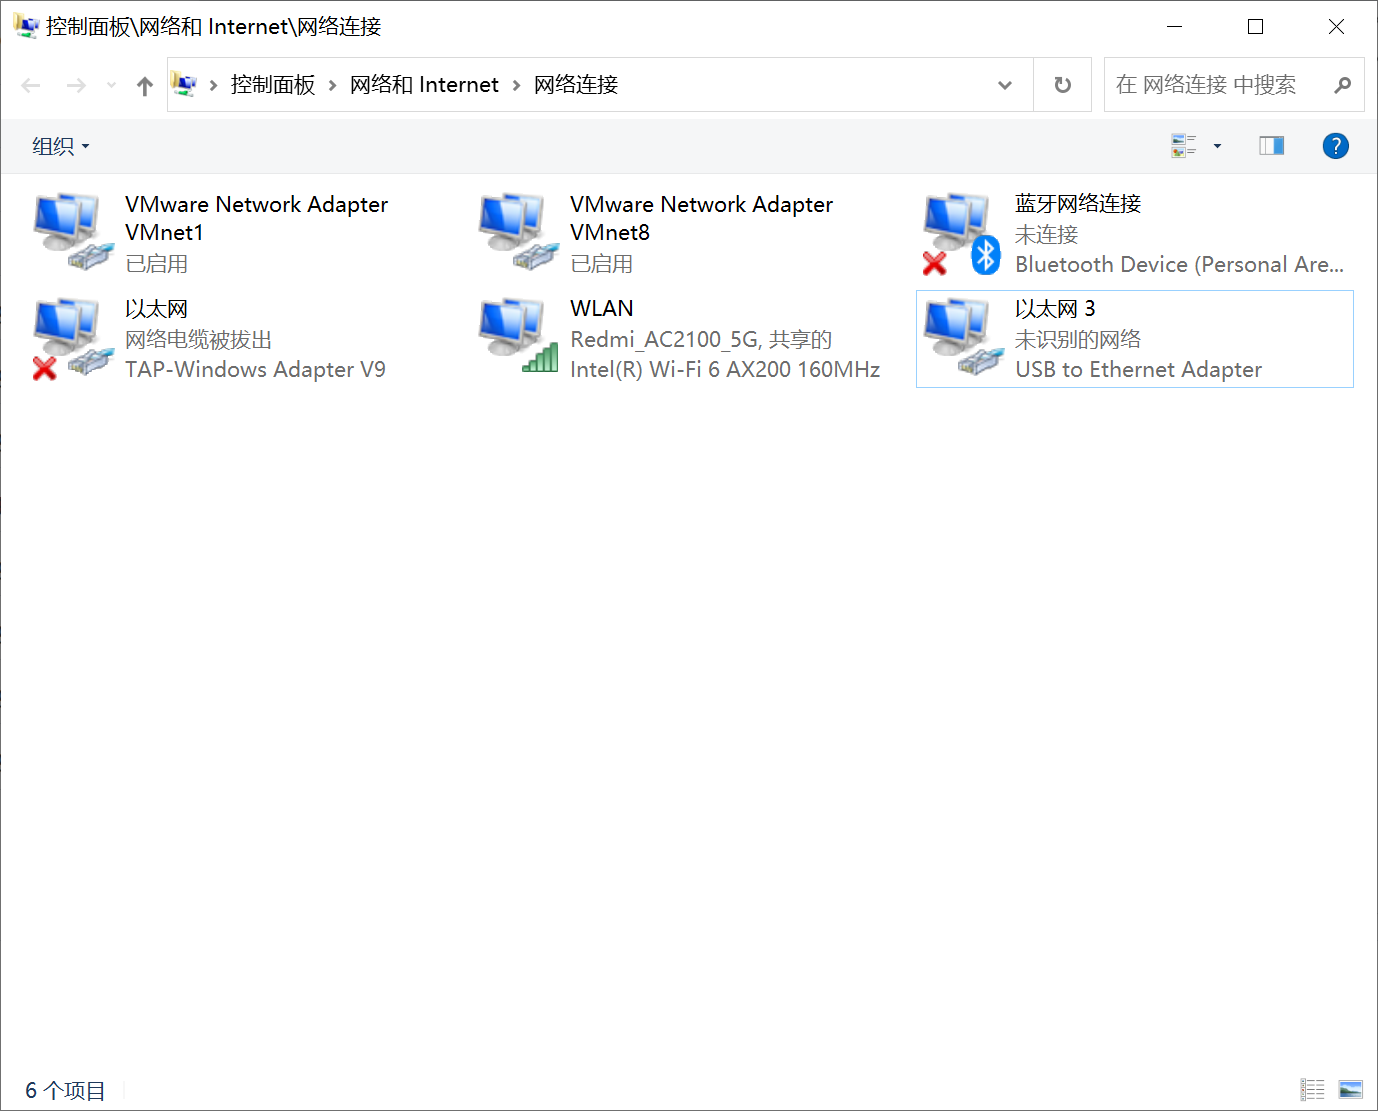 控制面板\网络和 Internet\网络连接
控制面板 › 网络和 Internet › 网络连接
在 网络连接 中搜索
组织
VMware Network Adapter
VMnet1
已启用
VMware Network Adapter
VMnet8
已启用
蓝牙网络连接
未连接
Bluetooth Device (Personal Are...
以太网
网络电缆被拔出
TAP-Windows Adapter V9
WLAN
Redmi_AC2100_5G, 共享的
Intel(R) Wi-Fi 6 AX200 160MHz
以太网 3
未识别的网络
USB to Ethernet Adapter
6 个项目